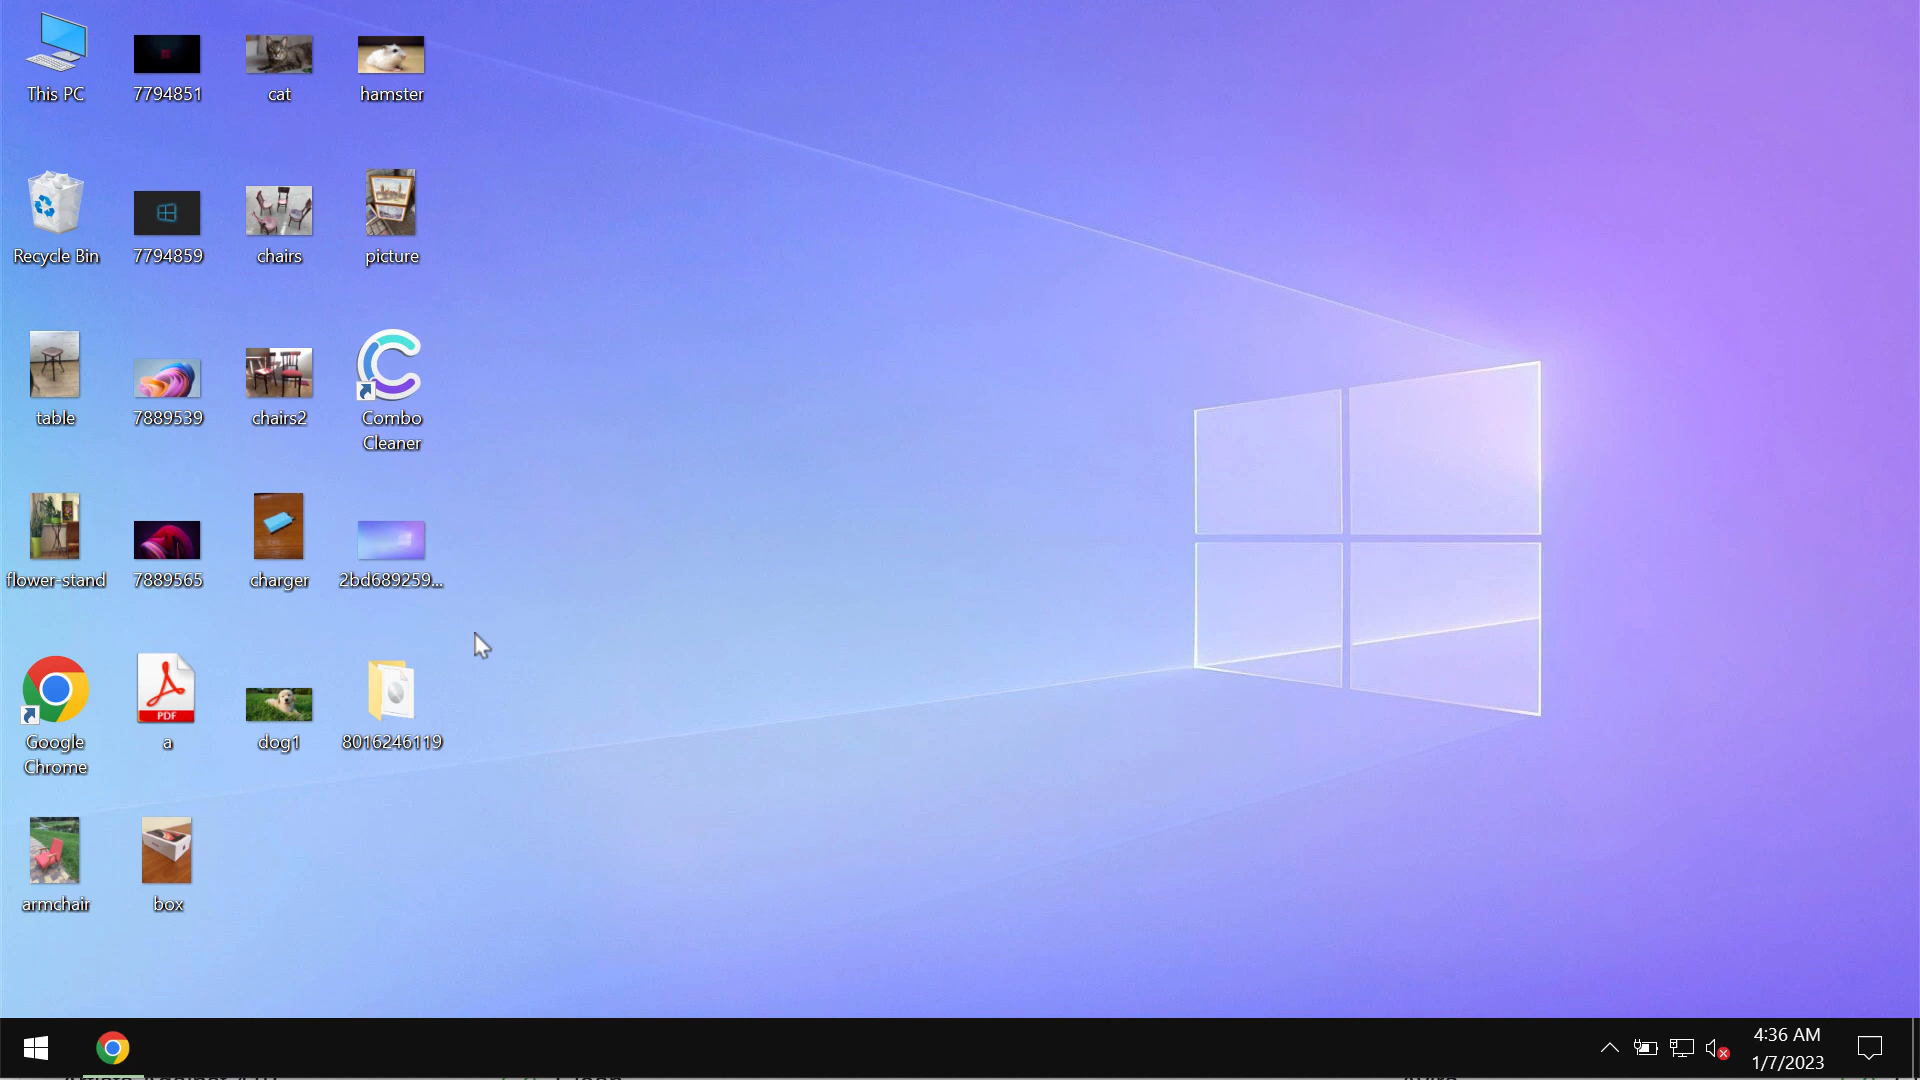 This PC
7794851
cat
hamster
Recycle Bin
7794859
chairs
picture
table
7889539
chairs2
Combo
Cleaner
flower-stand
7889565
charger
2bd689259...
Google
Chrome
PDF
a
dog1
8016246119
armchair
box
4:36 AM
1/7/2023